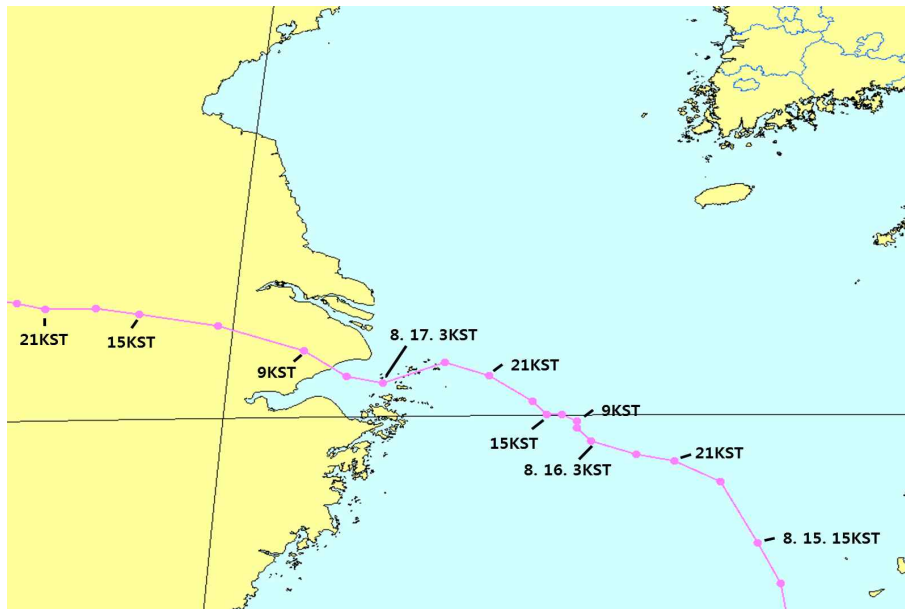 8. 17. 3KST
21KST
15KST
9KST
21KST
9KST
15KST
8. 16. 3KST
21KST
8. 15. 15KST